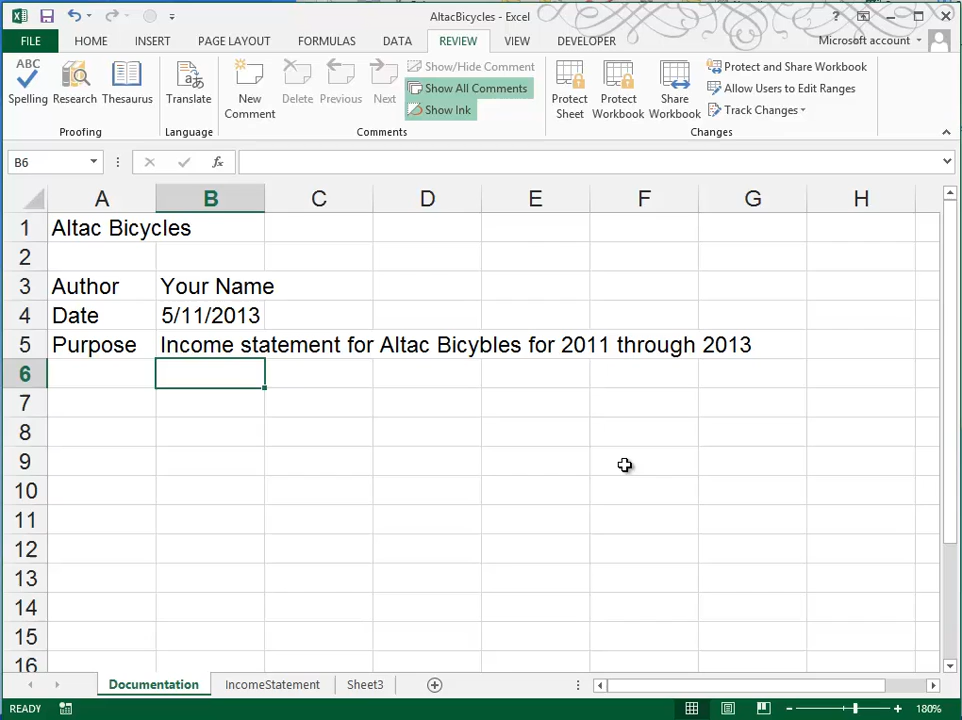 AltacBicycles - Excel
?
FILE HOME INSERT PAGE LAYOUT FORMULAS DATA REVIEW VIEW DEVELOPER Microsoft account
ABC
Spelling Research Thesaurus
Proofing
Translate
Language
New Comment Delete Previous Next
Show/Hide Comment
Show All Comments
Show Ink
Comments
Protect Sheet Protect Workbook Share Workbook
Protect and Share Workbook
Allow Users to Edit Ranges
Track Changes
Changes
B6 fx
A B C D E F G H
1 Altac Bicycles
2
3 Author Your Name
4 Date 5/11/2013
5 Purpose Income statement for Altac Bicybles for 2011 through 2013
6
7
8
9
10
11
12
13
14
15
16
Documentation IncomeStatement Sheet3
READY 180%